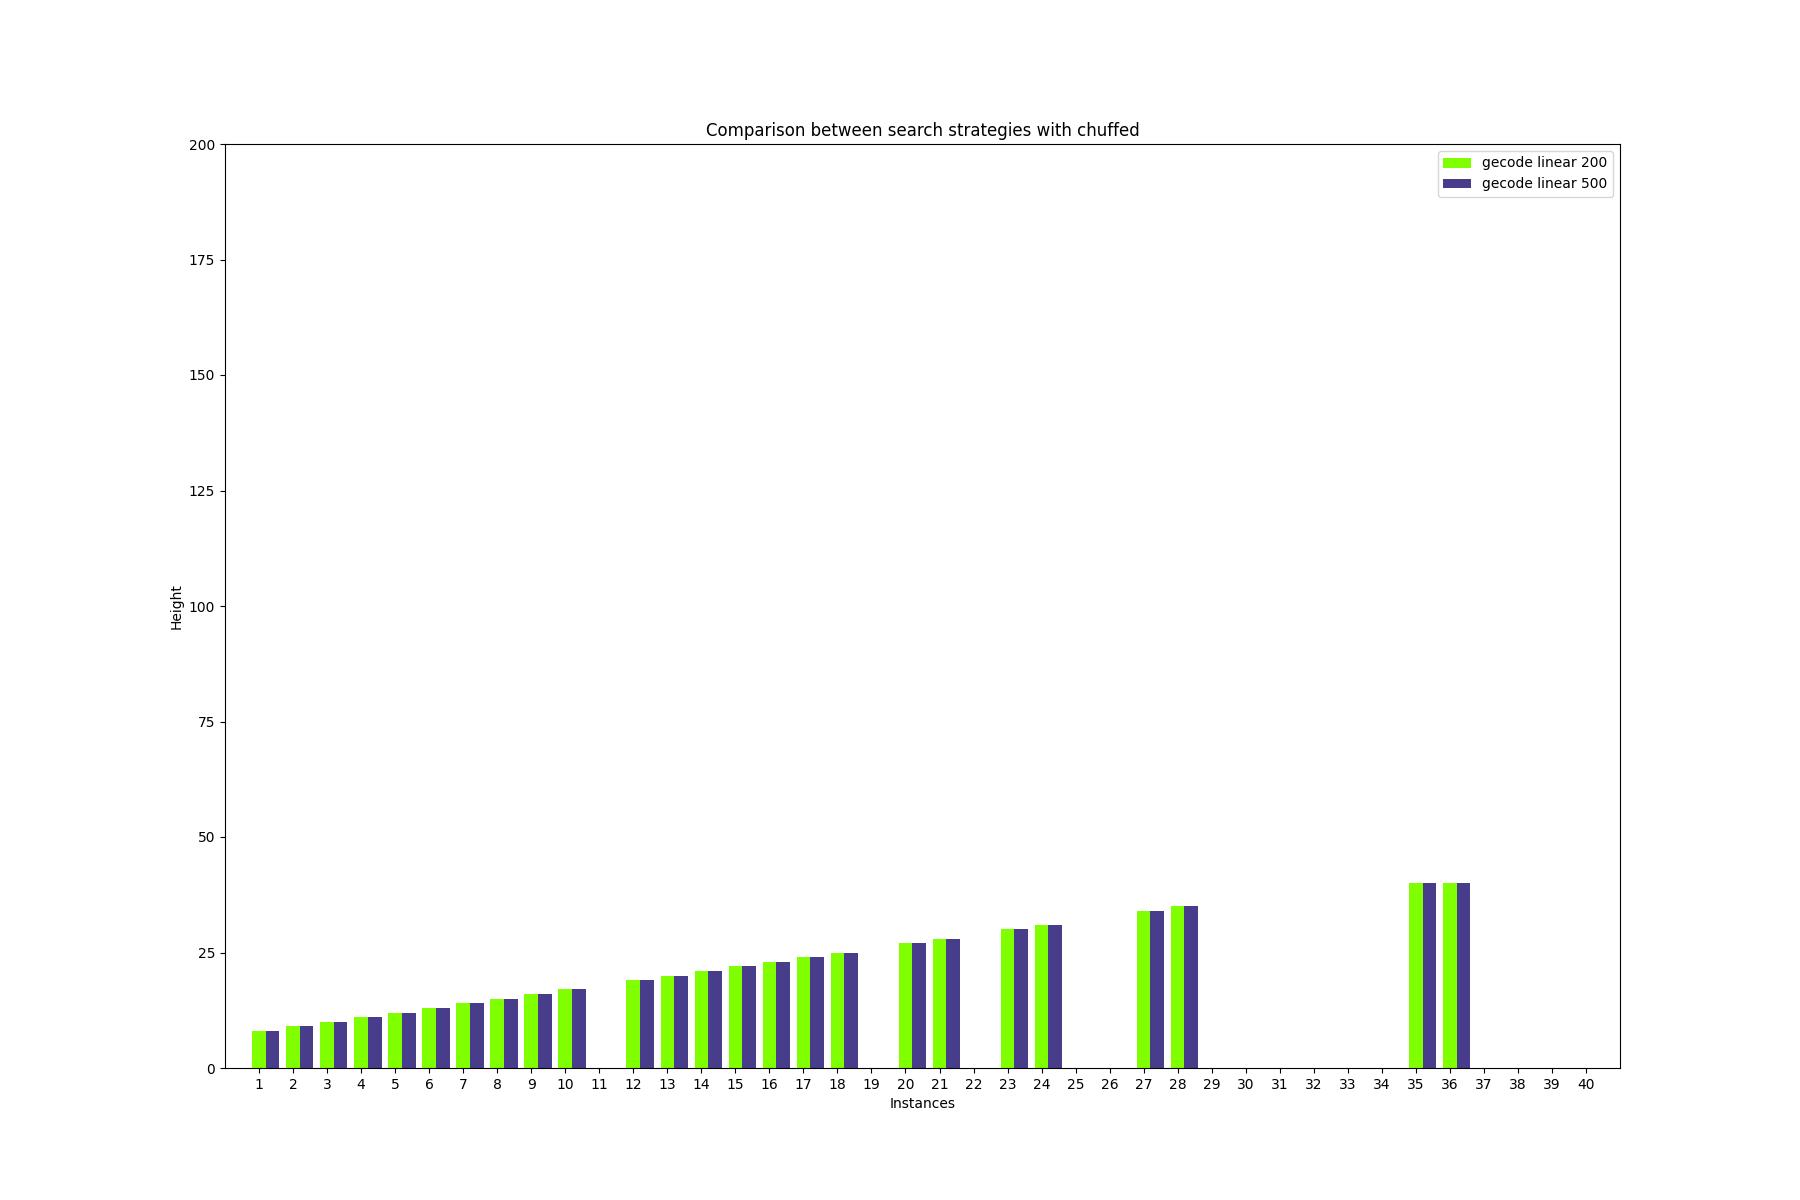 Comparison between search strategies with chuffed
gecode linear 200
gecode linear 500
200
175
150
125
100
75
50
25
0
Height
1 2 3 4 5 6 7 8 9 10 11 12 13 14 15 16 17 18 19 20 21 22 23 24 25 26 27 28 29 30 31 32 33 34 35 36 37 38 39 40
Instances